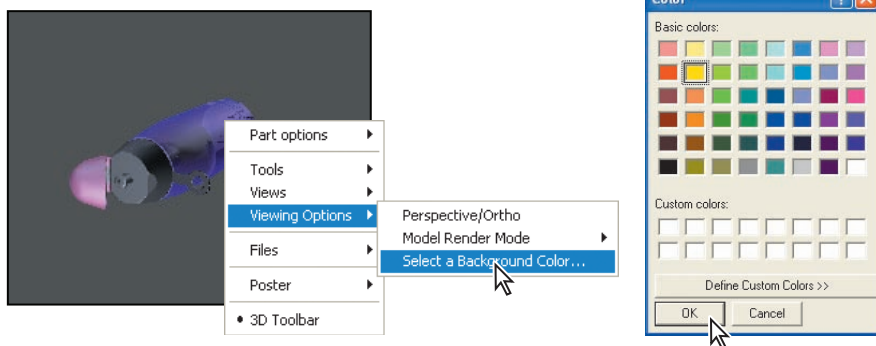 Part options
Tools
Views
Viewing Options
Files
Poster
• 3D Toolbar
Perspective/Ortho
Model Render Mode
Select a Background Color...
Color
?
Basic colors:
Custom colors:
Define Custom Colors >>
OK
Cancel